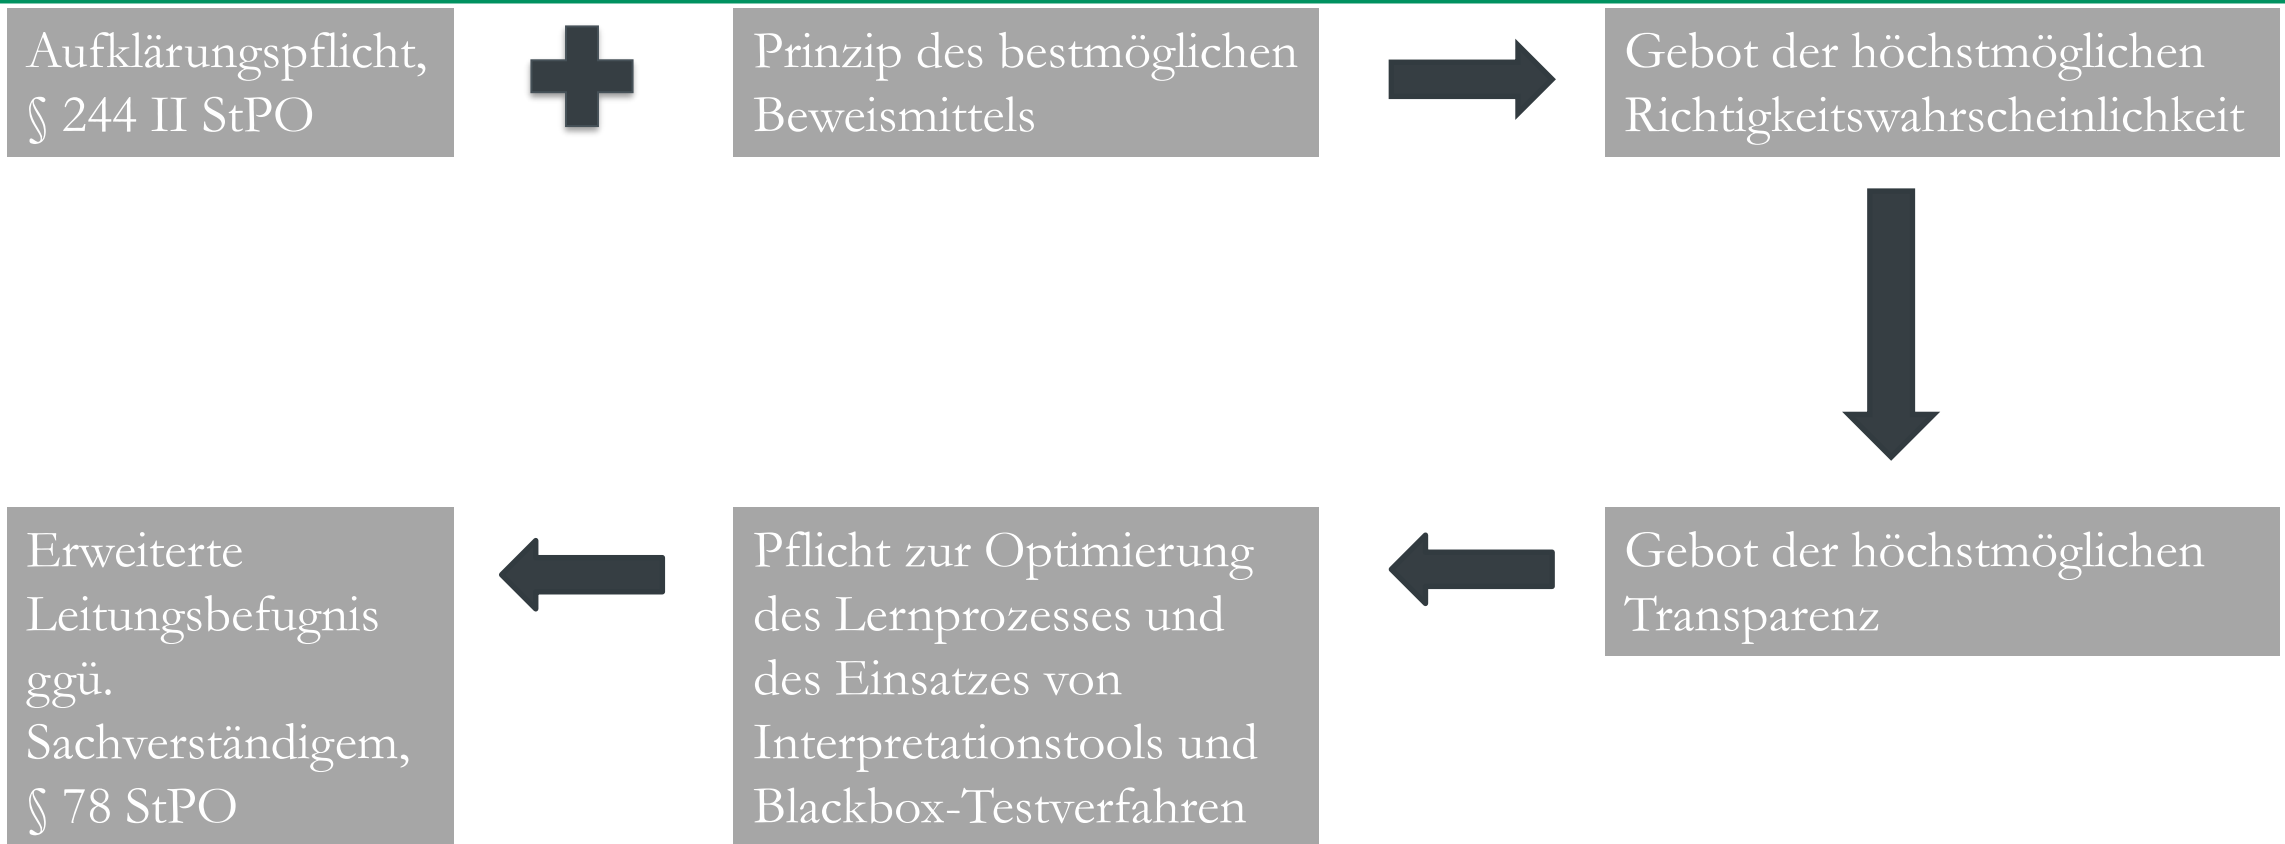 Aufklärungspflicht,
§ 244 II StPO
Prinzip des bestmöglichen
Beweismittels
Gebot der höchstmöglichen
Richtigkeitswahrscheinlichkeit
Gebot der höchstmöglichen
Transparenz
Pflicht zur Optimierung
des Lernprozesses und
des Einsatzes von
Interpretationstools und
Blackbox-Testverfahren
Erweiterte
Leitungsbefugnis
ggü.
Sachverständigem,
§ 78 StPO